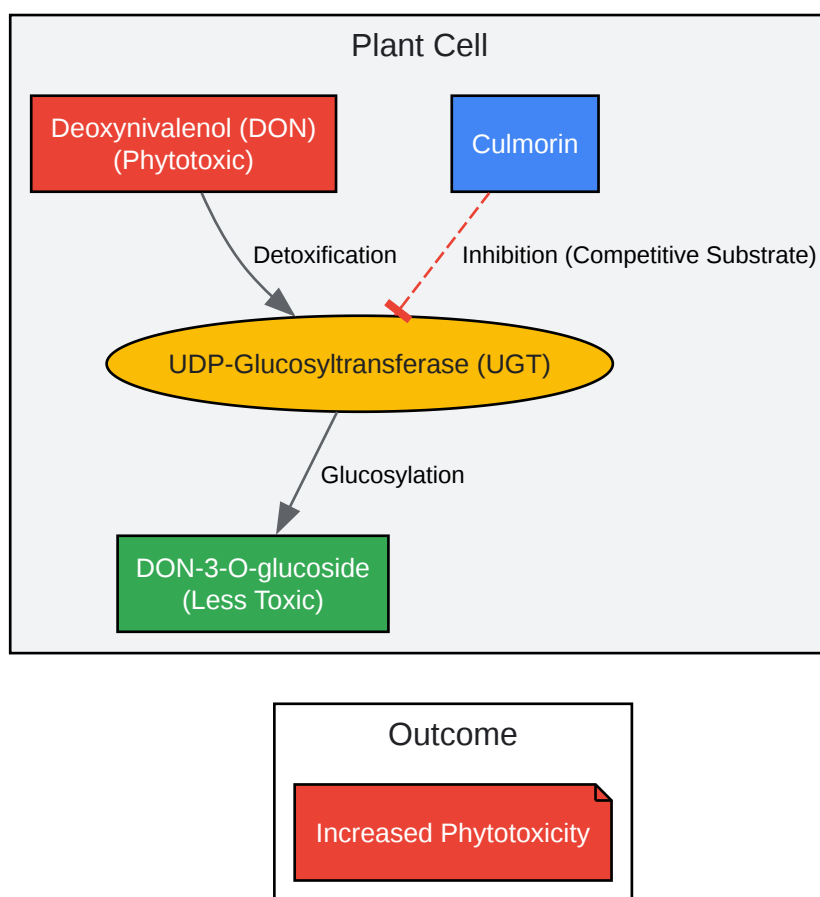 Plant Cell
Deoxynivalenol (DON)
(Phytotoxic)
Culmorin
Detoxification
Inhibition (Competitive Substrate)
UDP-Glucosyltransferase (UGT)
Glucosylation
DON-3-O-glucoside
(Less Toxic)
Outcome
Increased Phytotoxicity